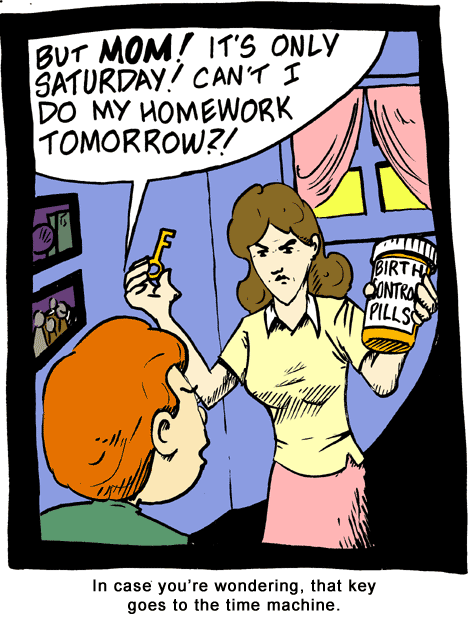 BUT MOM! IT'S ONLY
SATURDAY! CAN'T I
DO MY HOMEWORK
TOMORROW?!
BIRTH
CONTROL
PILLS
In case you're wondering, that key
goes to the time machine.